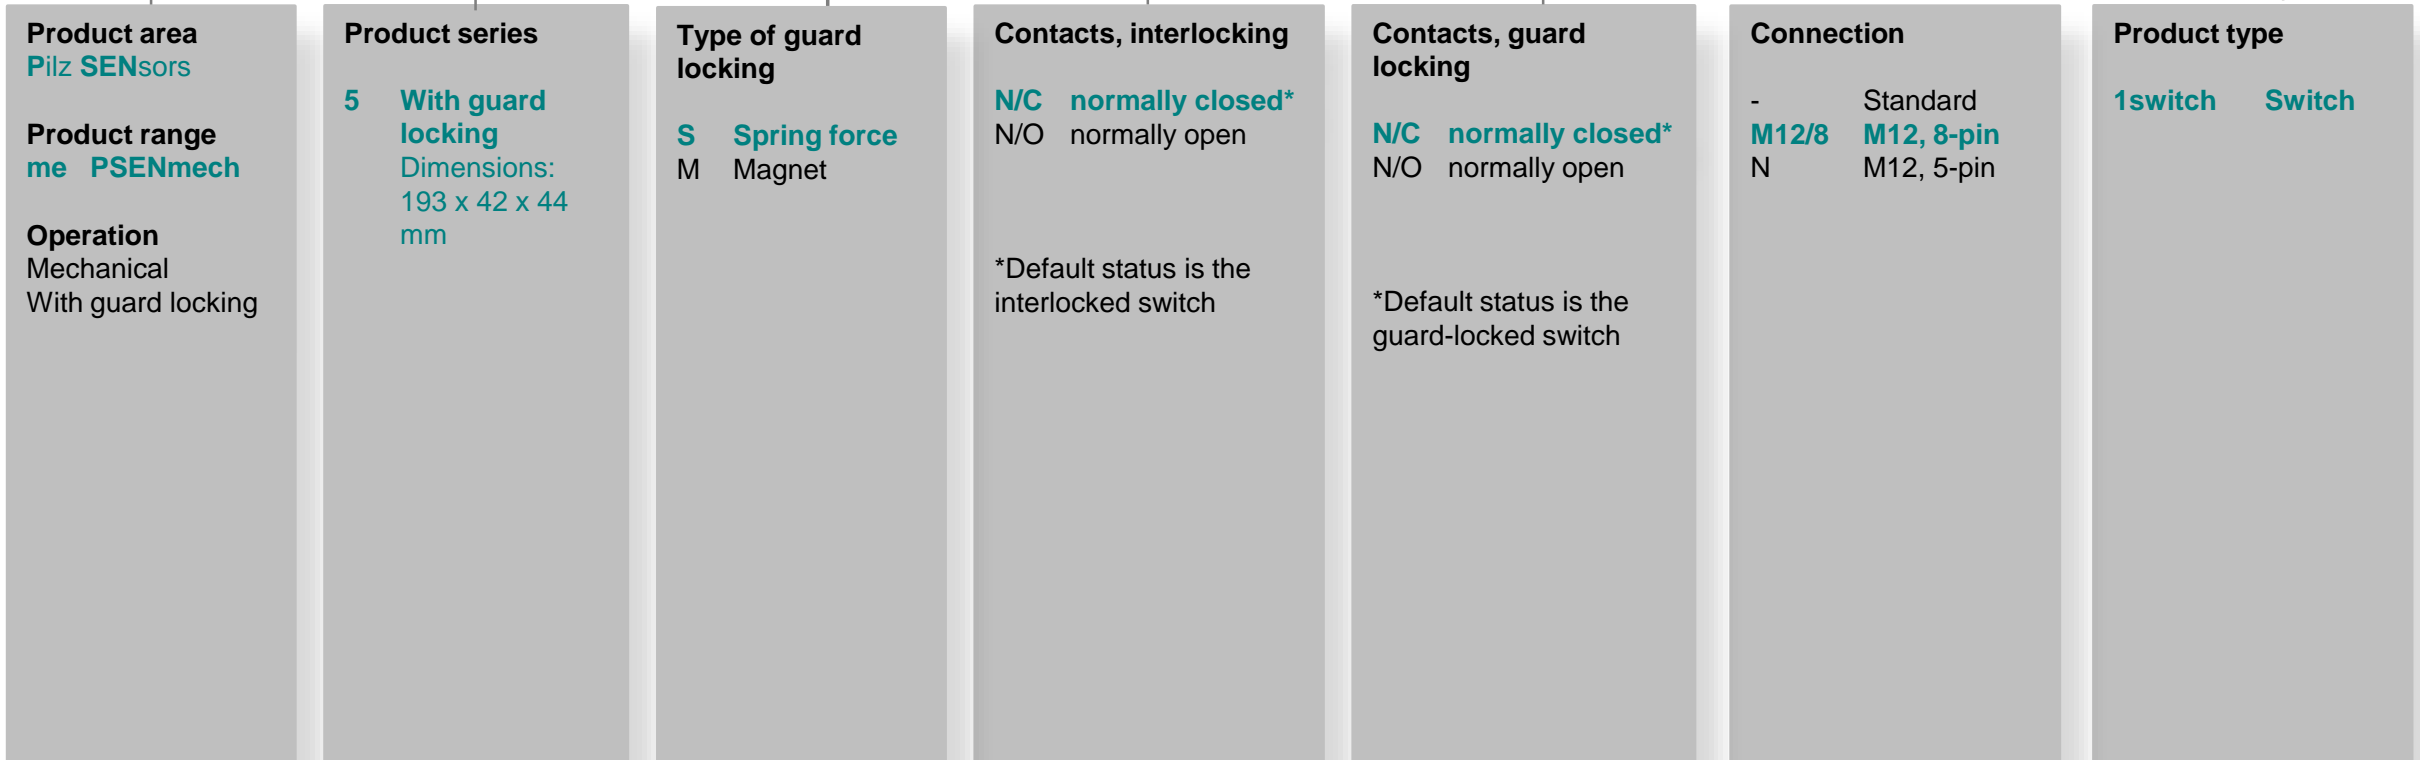 Product area
Pilz SENsors
Product range
me PSENmech
Operation
Mechanical
With guard locking
Product series
5 With guard
locking
Dimensions:
193 x 42 x 44
mm
Type of guard
locking
S Spring force
M Magnet
Contacts, interlocking
N/C normally closed*
N/O normally open
*Default status is the
interlocked switch
Contacts, guard
locking
N/C normally closed*
N/O normally open
*Default status is the
guard-locked switch
Connection
- Standard
M12/8 M12, 8-pin
N M12, 5-pin
Product type
1switch Switch